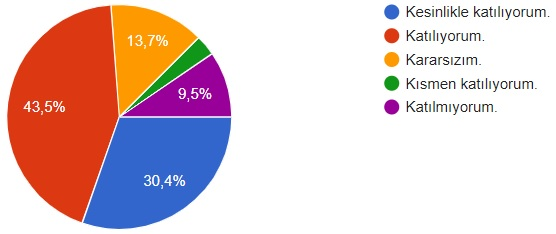 13,7%
43,5%
9,5%
30,4%
Kesinlikle katılıyorum.
Katılıyorum.
Kararsızım.
Kısmen katılıyorum.
Katılmıyorum.